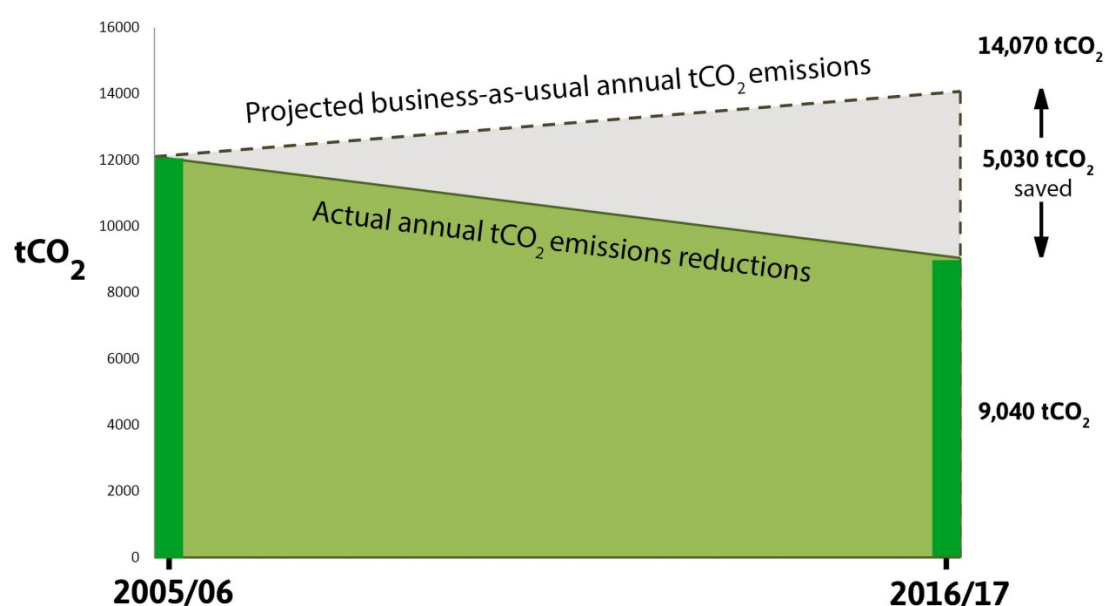 16000
14000
12000
10000
8000
6000
4000
2000
0
tCO₂
Projected business-as-usual annual tCO₂ emissions
Actual annual tCO₂ emissions reductions
14,070 tCO₂
5,030 tCO₂
saved
9,040 tCO₂
2005/06
2016/17